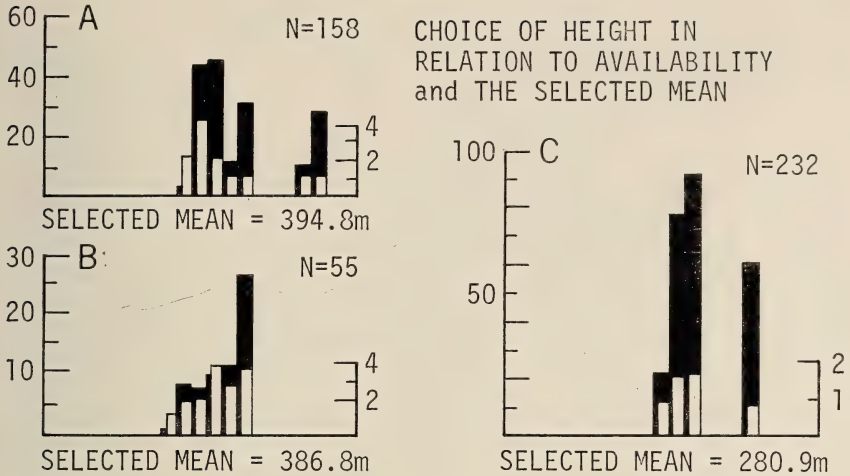 CHOICE OF HEIGHT IN
RELATION TO AVAILABILITY
and THE SELECTED MEAN
A
N=158
60
40
20
4
2
SELECTED MEAN = 394.8m
B
N=55
30
20
10
4
2
SELECTED MEAN = 386.8m
C
N=232
100
50
2
1
SELECTED MEAN = 280.9m